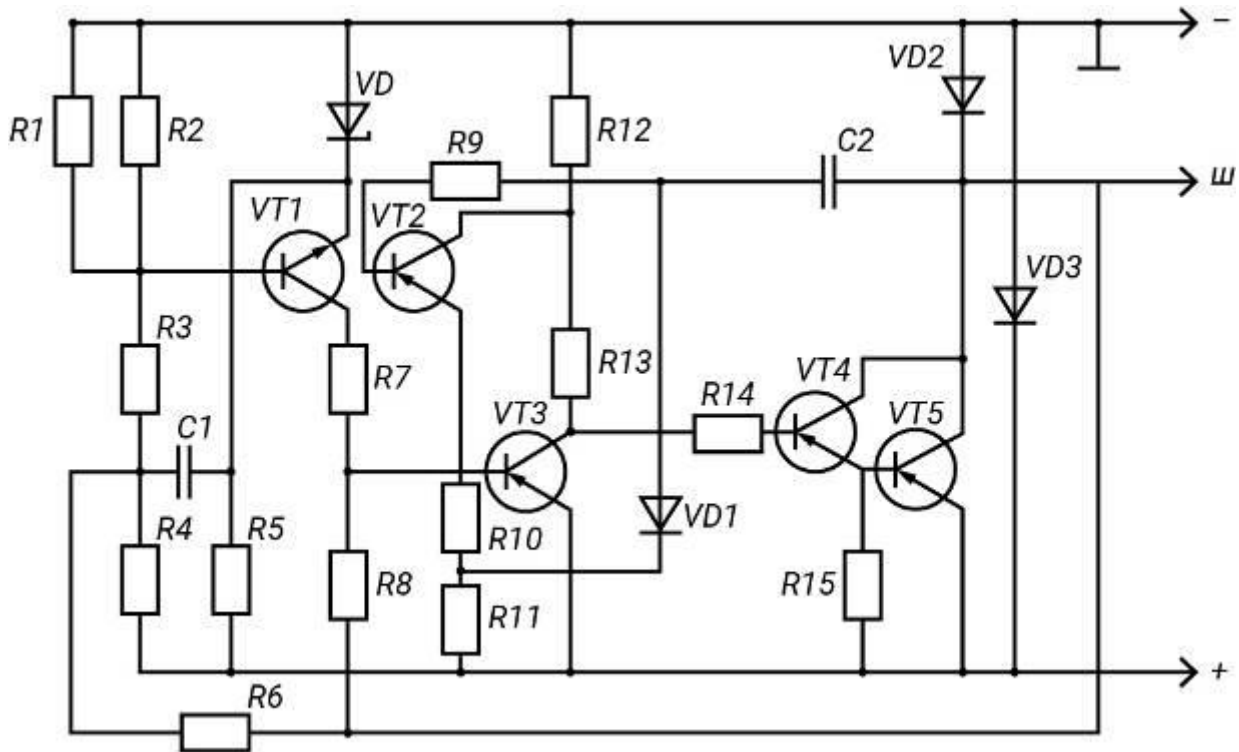 –
VD2
VD
R1
R2
R12
R9
C2
Ш
VT1
VT2
VD3
R3
R7
R13
VT4
R14
VT5
VT3
C1
R4
R5
R10
VD1
R8
R11
R15
+
R6